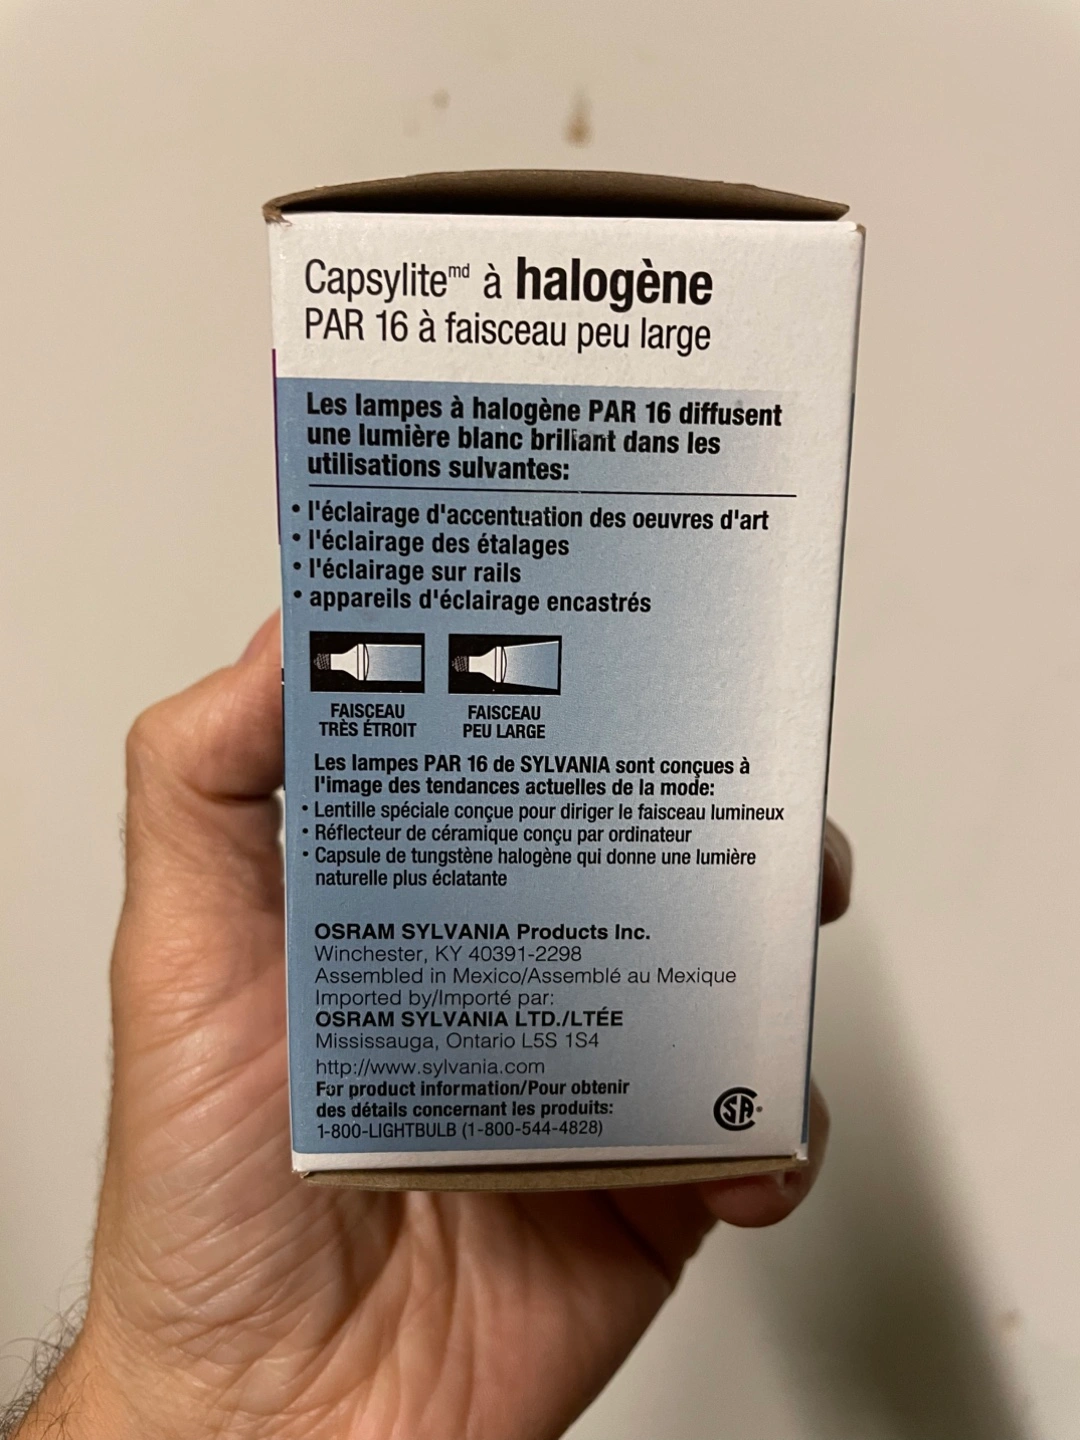 Capsylite^md à halogène
PAR 16 à faisceau peu large
Les lampes à halogène PAR 16 diffusent
une lumière blanc brillant dans les
utilisations sulvantes:
• l'éclairage d'accentuation des oeuvres d'art
• l'éclairage des étalages
• l'éclairage sur rails
• appareils d'éclairage encastrés
FAISCEAU
TRÈS ÉTROIT
FAISCEAU
PEU LARGE
Les lampes PAR 16 de SYLVANIA sont conçues à
l'image des tendances actuelles de la mode:
• Lentille spéciale conçue pour diriger le faisceau lumineux
• Réflecteur de céramique conçu par ordinateur
• Capsule de tungstène halogène qui donne une lumière
naturelle plus éclatante
OSRAM SYLVANIA Products Inc.
Winchester, KY 40391-2298
Assembled in Mexico/Assemblé au Mexique
Imported by/Importé par:
OSRAM SYLVANIA LTD./LTÉE
Mississauga, Ontario L5S 1S4
http://www.sylvania.com
For product information/Pour obtenir
des détails concernant les produits:
1-800-LIGHTBULB (1-800-544-4828)
SA